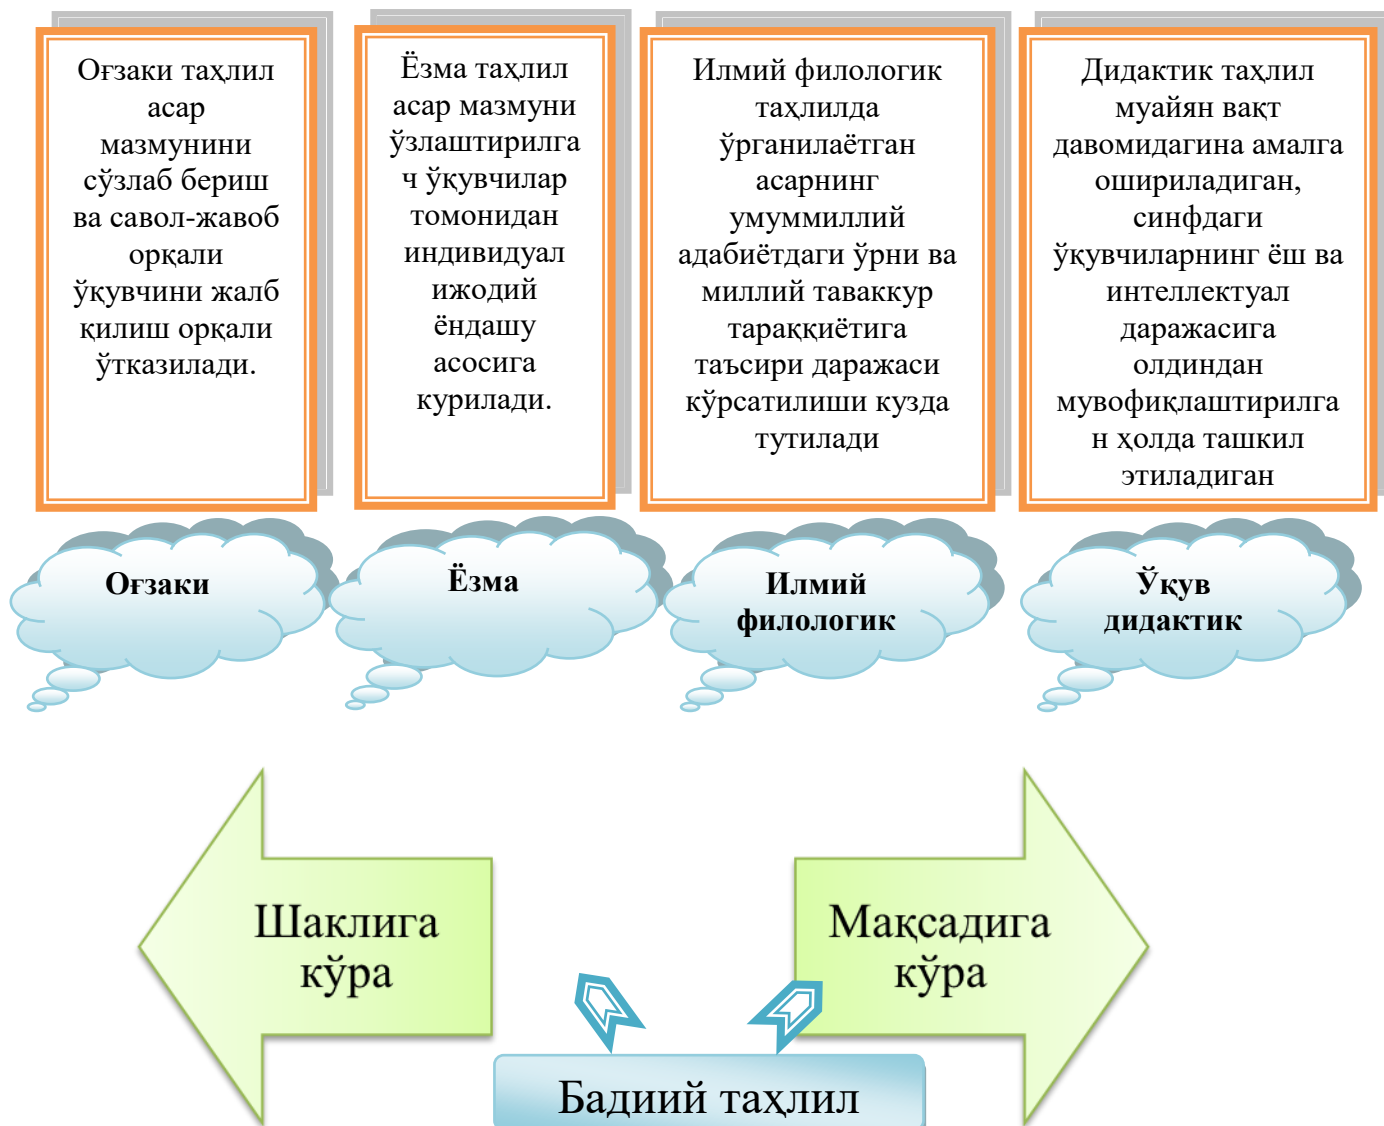 Оғзаки таҳлил
асар
мазмунини
сўзлаб бериш
ва савол-жавоб
орқали
ўқувчини жалб
қилиш орқали
ўтказилади.
Ёзма таҳлил
асар мазмуни
ўзлаштирилга
ч ўқувчилар
томонидан
индивидуал
ижодий
ёндашу
асосига
курилади.
Илмий филологик
таҳлилда
ўрганилаётган
асарнинг
умуммиллий
адабиётдаги ўрни ва
миллий таваккур
тараққиётига
таъсири даражаси
кўрсатилиши кузда
тутилади
Дидактик таҳлил
муайян вақт
давомидагина амалга
ошириладиган,
синфдаги
ўқувчиларнинг ёш ва
интеллектуал
даражасига
олдиндан
мувофиқлаштирилга
н ҳолда ташкил
этиладиган
Оғзаки
Ёзма
Илмий
филологик
Ўқув
дидактик
Шаклига
кўра
Мақсадига
кўра
Бадиий таҳлил